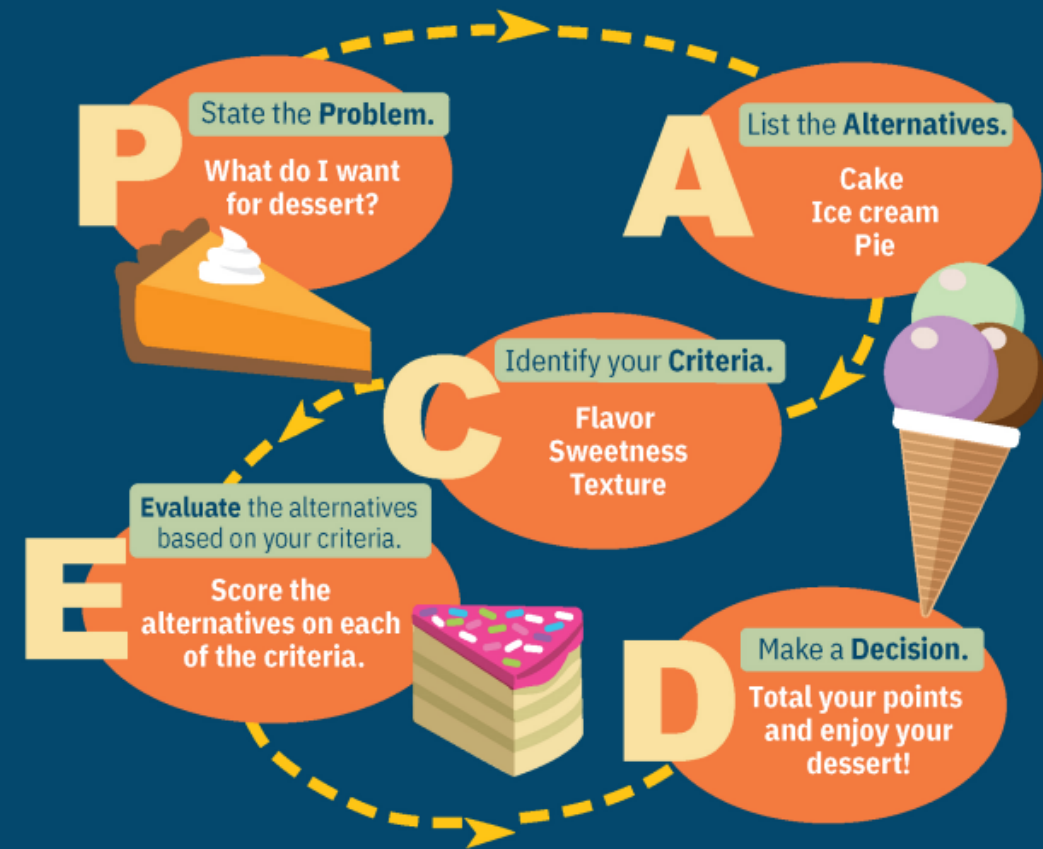 P
State the Problem.
What do I want
for dessert?
A
List the Alternatives.
Cake
Ice cream
Pie
C
Identify your Criteria.
Flavor
Sweetness
Texture
E
Evaluate the alternatives
based on your criteria.
Score the
alternatives on each
of the criteria.
D
Make a Decision.
Total your points
and enjoy your
dessert!